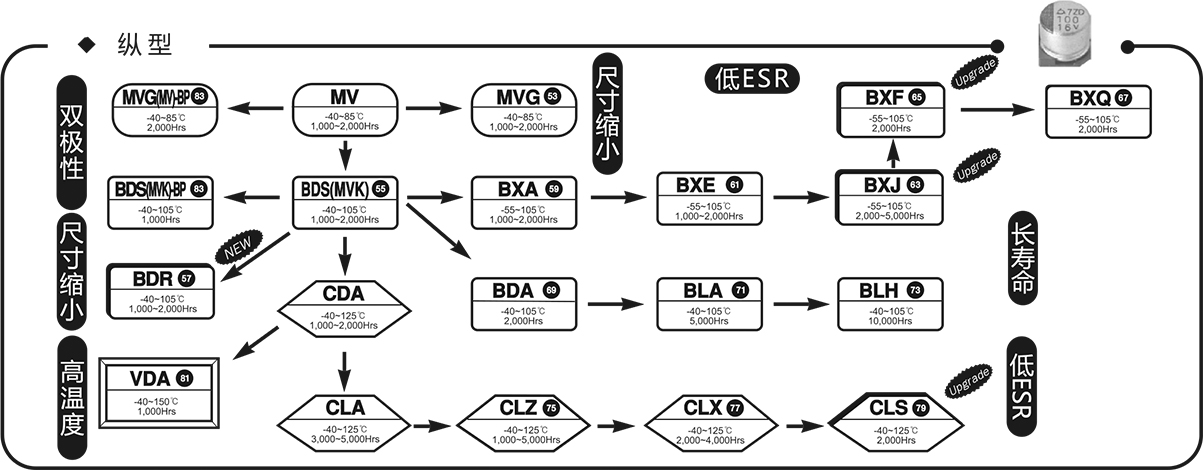 纵型
7ZD
100
16V
双极性
尺寸缩小
高温度
尺寸缩小
低ESR
长寿命
低ESR
MVG(MV)-BP 83
-40~85℃
2,000Hrs
MV
-40~85℃
1,000~2,000Hrs
MVG 53
-40~85℃
1,000~2,000Hrs
Upgrade
BXF 65
-55~105℃
2,000Hrs
BXQ 67
-55~105℃
2,000Hrs
BDS(MVK)-BP 83
-40~105℃
1,000Hrs
BDS(MVK) 55
-40~105℃
1,000~2,000Hrs
BXA 59
-55~105℃
1,000~2,000Hrs
BXE 61
-55~105℃
1,000~2,000Hrs
BXJ 63
-55~105℃
2,000~5,000Hrs
Upgrade
NEW
BDR 57
-40~105℃
1,000~2,000Hrs
CDA
-40~125℃
1,000~2,000Hrs
BDA 69
-40~105℃
2,000Hrs
BLA 71
-40~105℃
5,000Hrs
BLH 73
-40~105℃
10,000Hrs
VDA 81
-40~150℃
1,000Hrs
CLA
-40~125℃
3,000~5,000Hrs
CLZ 75
-40~125℃
1,000~5,000Hrs
CLX 77
-40~125℃
2,000~4,000Hrs
CLS 79
-40~125℃
2,000Hrs
Upgrade